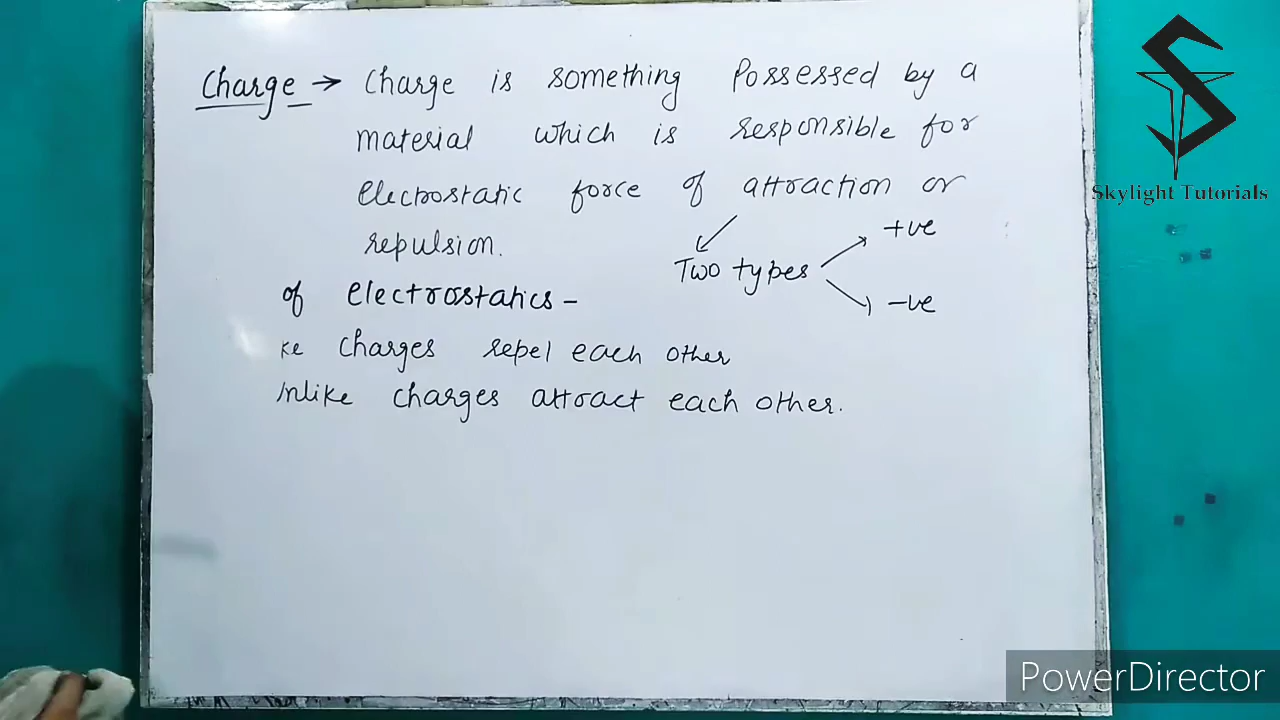 Charge → Charge is something Possessed by a
material which is responsible for
electrostatic force of attraction or
repulsion.
Two types
+ve
-ve
of electrostatics -
ke charges repel each other
nlike charges attract each other.
Skylight Tutorials
PowerDirector